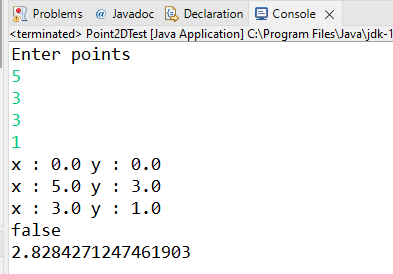 Problems @ Javadoc Declaration Console
<terminated> Point2DTest [Java Application] C:\Program Files\Java\jdk-1
Enter points
5
3
3
1
x : 0.0 y : 0.0
x : 5.0 y : 3.0
x : 3.0 y : 1.0
false
2.8284271247461903